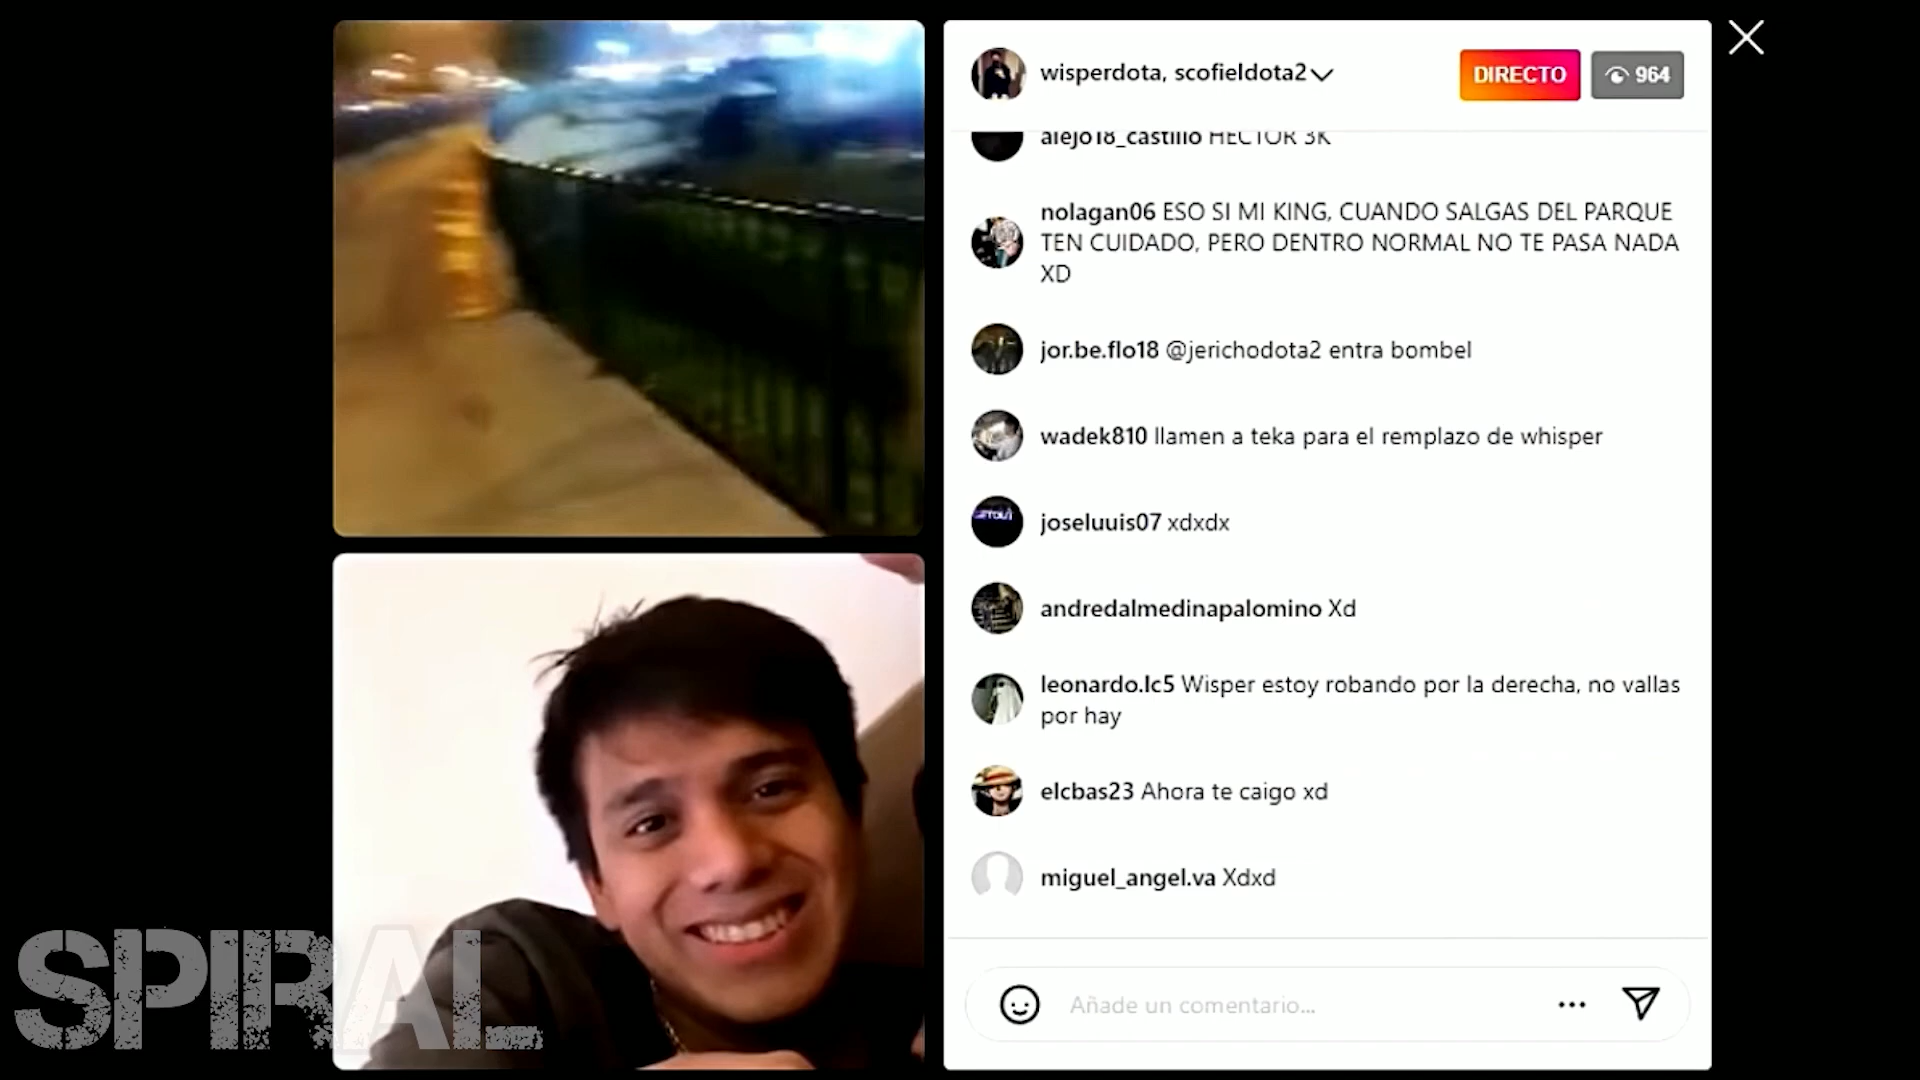 wisperdota, scofieldota2
DIRECTO
964
alejo18_castillo HECTOR 3K
nolagan06 ESO SI MI KING, CUANDO SALGAS DEL PARQUE
TEN CUIDADO, PERO DENTRO NORMAL NO TE PASA NADA
XD
jor.be.flo18 @jerichodota2 entra bombel
wadek810 llamen a teka para el remplazo de whisper
joseluuis07 xdxdx
andredalmedinapalomino Xd
leonardo.lc5 Wisper estoy robando por la derecha, no vallas
por hay
elcbas23 Ahora te caigo xd
miguel_angel.va Xdxd
Añade un comentario...
SPIRAL